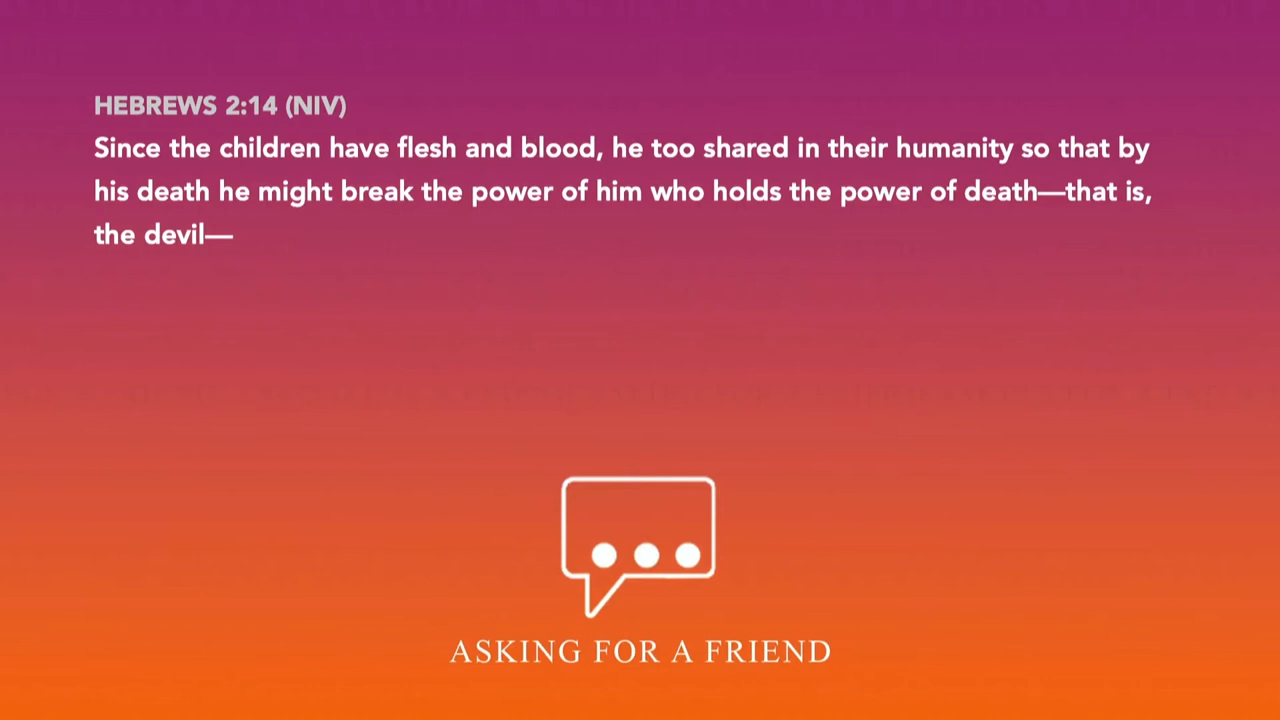 HEBREWS 2:14 (NIV)
Since the children have flesh and blood, he too shared in their humanity so that by
his death he might break the power of him who holds the power of death—that is,
the devil—
ASKING FOR A FRIEND